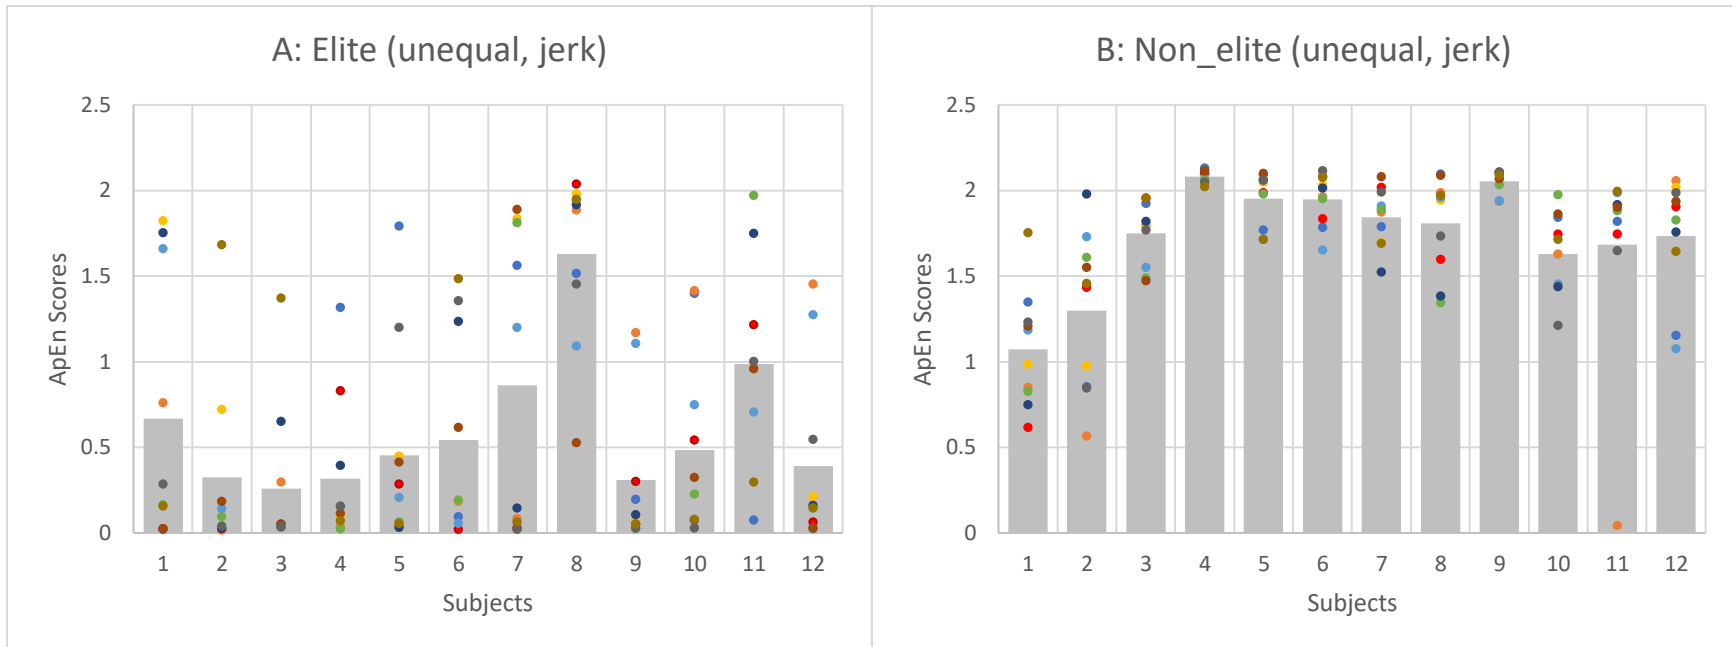 A: Elite (unequal, jerk)
2.5
2
1.5
1
0.5
0
ApEn Scores
1 2 3 4 5 6 7 8 9 10 11 12
Subjects
B: Non_elite (unequal, jerk)
2.5
2
1.5
1
0.5
0
ApEn Scores
1 2 3 4 5 6 7 8 9 10 11 12
Subjects